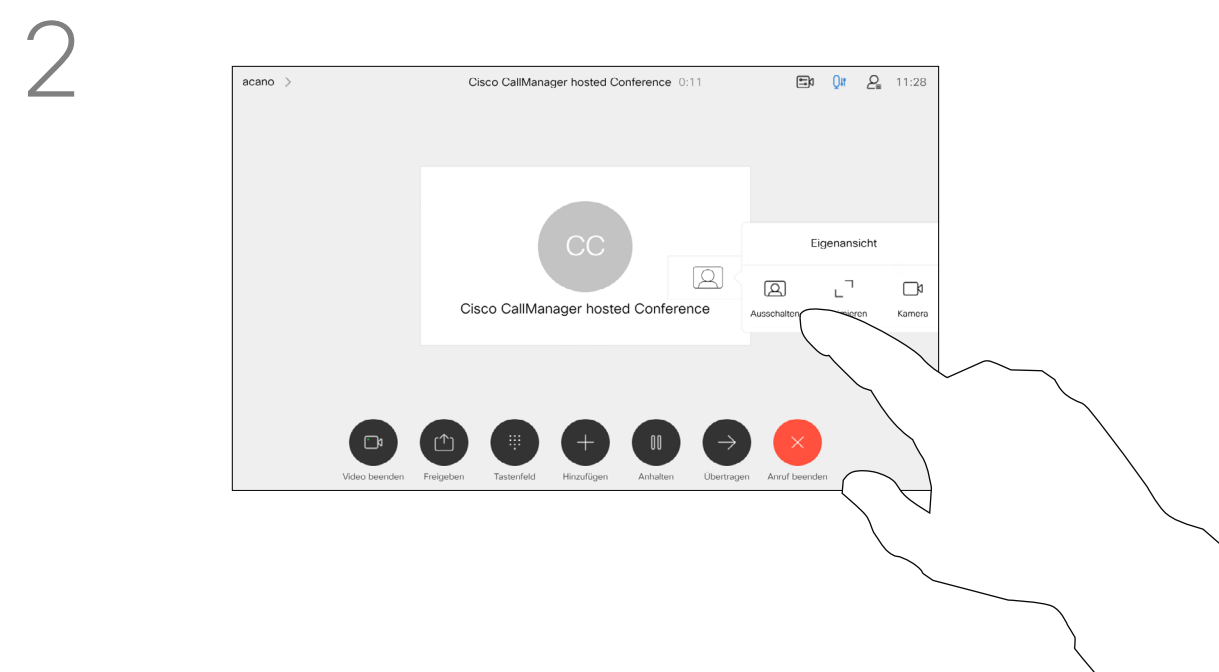 2
acano >
Cisco CallManager hosted Conference 0:11
11:28
CC
Cisco CallManager hosted Conference
Eigenansicht
Ausschalten
Kamera
Video beenden
Freigeben
Tastenfeld
Hinzufügen
Anhalten
Übertragen
Anruf beenden